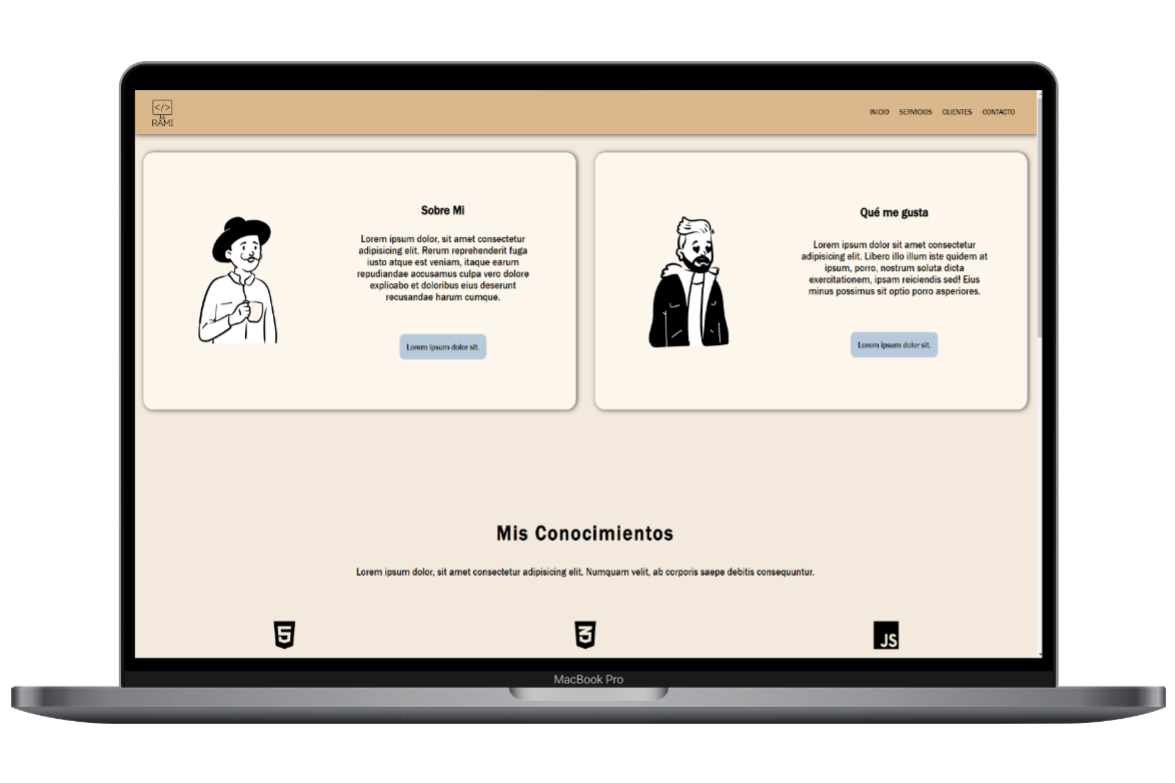 </>
RAMI
INICIO SERVICIOS CLIENTES CONTACTO
Sobre Mi
Lorem ipsum dolor, sit amet consectetur
adipisicing elit. Rerum reprehenderit fuga
iusto atque est veniam, itaque earum
repudiandae accusamus culpa vero dolore
explicabo et doloribus eius deserunt
recusandae harum cumque.
Lorem ipsum dolor sit.
Qué me gusta
Lorem ipsum dolor sit amet consectetur
adipisicing elit. Libero illo illum iste quidem at
ipsum, porro, nostrum soluta dicta
exercitationem, ipsam reiciendis sed! Eius
minus possimus sit optio porro asperiores.
Lorem ipsum dolor sit.
Mis Conocimientos
Lorem ipsum dolor, sit amet consectetur adipisicing elit. Numquam velit, ab corporis saepe debitis consequuntur.
5 3 JS
MacBook Pro